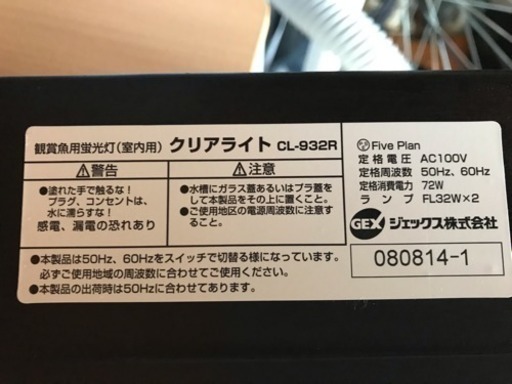 観賞魚用蛍光灯(室内用) クリアライト CL-932R
⚠警告
●塗れた手で触るな!
プラグ、コンセントは、
水に濡らすな!
感電、漏電の恐れあり
⚠注意
●水槽にガラス蓋あるいはプラ蓋を
して本製品をその上に置くこと。
●ご使用地区の電源周波数に注意す
ること。
●本製品は50Hz、60Hzをスイッチで切替る様になっています。
必ずご使用地域の周波数に合わせてご使用ください。
●本製品の出荷時は50Hzに合わせてあります。
Five Plan
定格電圧 AC100V
定格周波数 50Hz、60Hz
定格消費電力 72W
ランプ FL32W×2
GEX ジェックス株式会社
080814-1